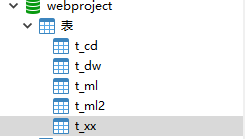 webproject
表
t_cd
t_dw
t_ml
t_ml2
t_xx